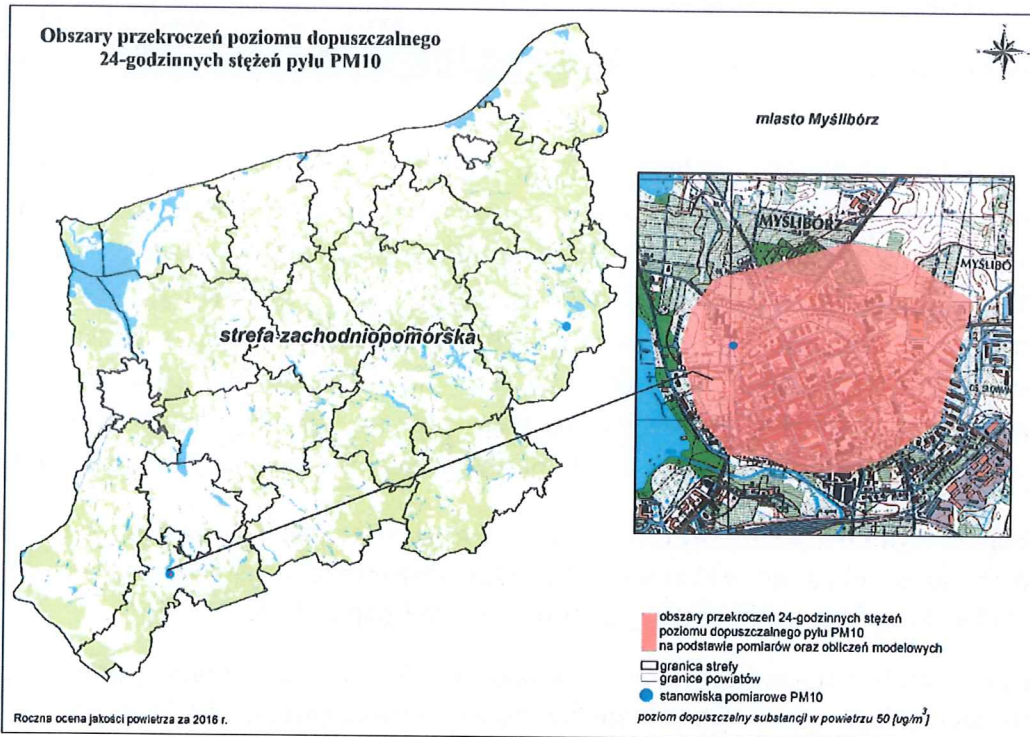 Obszary przekroczeń poziomu dopuszczalnego
24-godzinnych stężeń pyłu PM10
miasto Myślibórz
MYŚLIBÓRZ
MYŚLIBÓ
strefa zachodniopomorska
obszary przekroczeń 24-godzinnych stężeń
poziomu dopuszczalnego pyłu PM10
na podstawie pomiarów oraz obliczeń modelowych
granica strefy
granice powiatów
stanowiska pomiarowe PM10
Roczna ocena jakości powietrza za 2016 r.
poziom dopuszczalny substancji w powietrzu 50 [ug/m³]